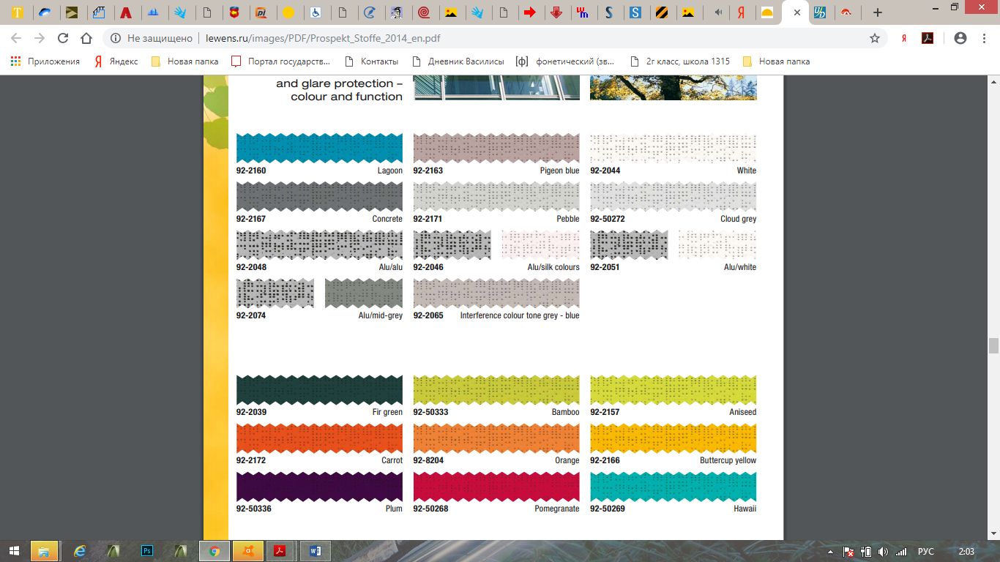 Не защищено
lewens.ru/images/PDF/Prospekt_Stoffe_2014_en.pdf
Приложения Яндекс Новая папка Портал государств... Контакты Дневник Василисы фонетический (зв... 2г класс, школа 1315 Новая папка
and glare protection –
colour and function
92-2160 Lagoon 92-2163 Pigeon blue 92-2044 White
92-2167 Concrete 92-2171 Pebble 92-50272 Cloud grey
92-2048 Alu/alu 92-2046 Alu/silk colours 92-2051 Alu/white
92-2074 Alu/mid-grey 92-2065 Interference colour tone grey - blue
92-2039 Fir green 92-50333 Bamboo 92-2157 Aniseed
92-2172 Carrot 92-8204 Orange 92-2166 Buttercup yellow
92-50336 Plum 92-50268 Pomegranate 92-50269 Hawaii
РУС 2:03